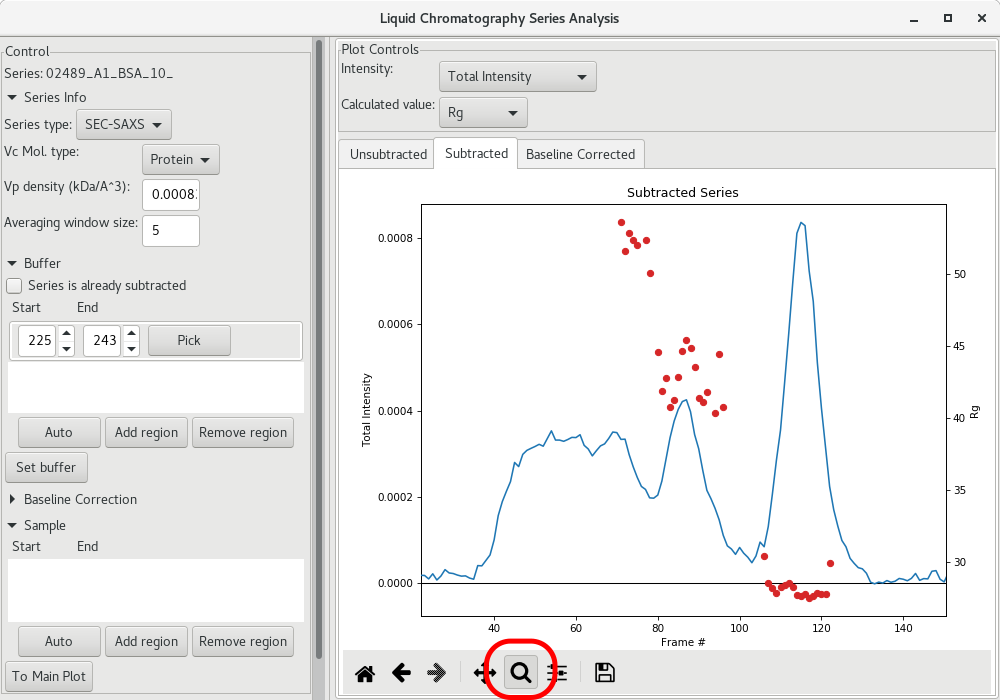 Liquid Chromatography Series Analysis
Control
Series: 02489_A1_BSA_10_
Series Info
Series type: SEC-SAXS
Vc Mol. type: Protein
Vp density (kDa/A^3): 0.0008
Averaging window size: 5
Buffer
Series is already subtracted
Start End
225 243 Pick
Auto Add region Remove region
Set buffer
Baseline Correction
Sample
Start End
Auto Add region Remove region
To Main Plot
Plot Controls
Intensity: Total Intensity
Calculated value: Rg
Unsubtracted Subtracted Baseline Corrected
Subtracted Series
0.0008
0.0006
0.0004
0.0002
0.0000
Total Intensity
50
45
40
35
30
Rg
40 60 80 100 120 140
Frame #